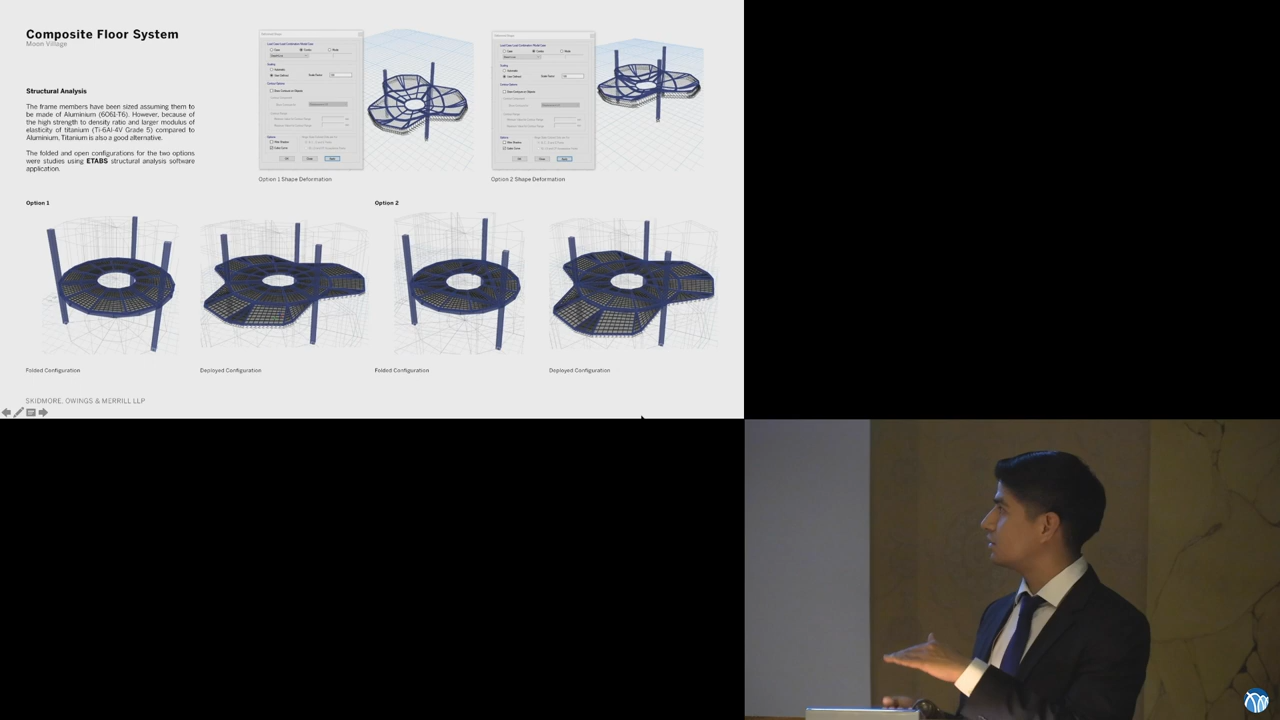 Composite Floor System
Moon Village
Structural Analysis
The frame members have been sized assuming them to
be made of Aluminium (6061-T6). However, because of
the high strength to density ratio and larger modulus of
elasticity of titanium (Ti-6Al-4V Grade 5) compared to
Aluminium, Titanium is also a good alternative.
The folded and open configurations for the two options
were studies using ETABS structural analysis software
application.
Option 1 Shape Deformation
Option 2 Shape Deformation
Option 1
Option 2
Folded Configuration
Deployed Configuration
Folded Configuration
Deployed Configuration
SKIDMORE, OWINGS & MERRILL LLP